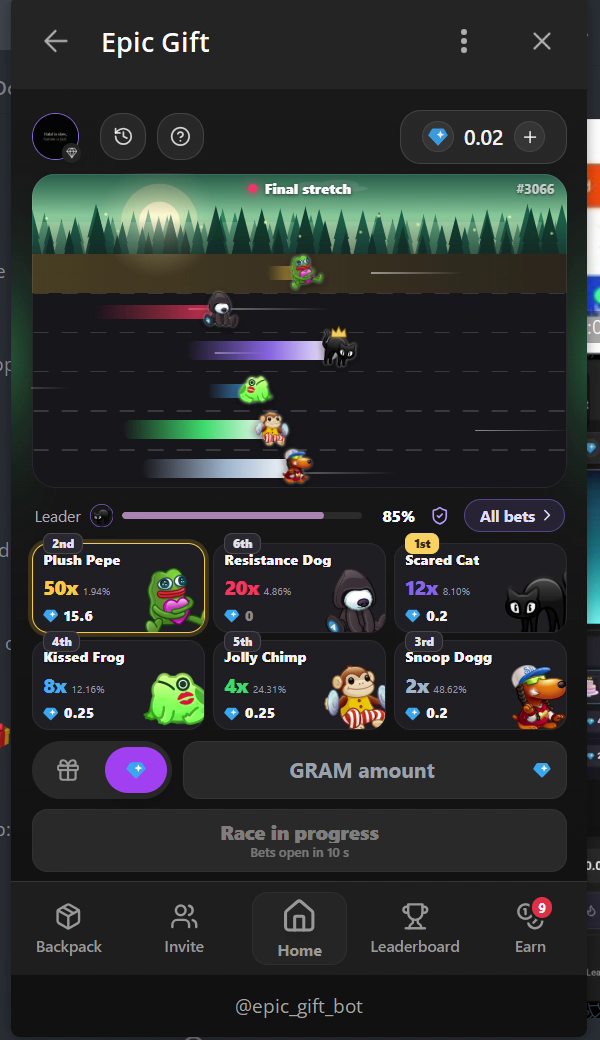 Epic Gift
0.02
Final stretch
#3066
Leader
85%
All bets
2nd
Plush Pepe
50x 1.94%
15.6
6th
Resistance Dog
20x 4.86%
0
1st
Scared Cat
12x 8.10%
0.2
4th
Kissed Frog
8x 12.16%
0.25
5th
Jolly Chimp
4x 24.31%
0.25
3rd
Snoop Dogg
2x 48.62%
0.2
GRAM amount
Race in progress
Bets open in 10 s
Backpack
Invite
Home
Leaderboard
9
Earn
@epic_gift_bot